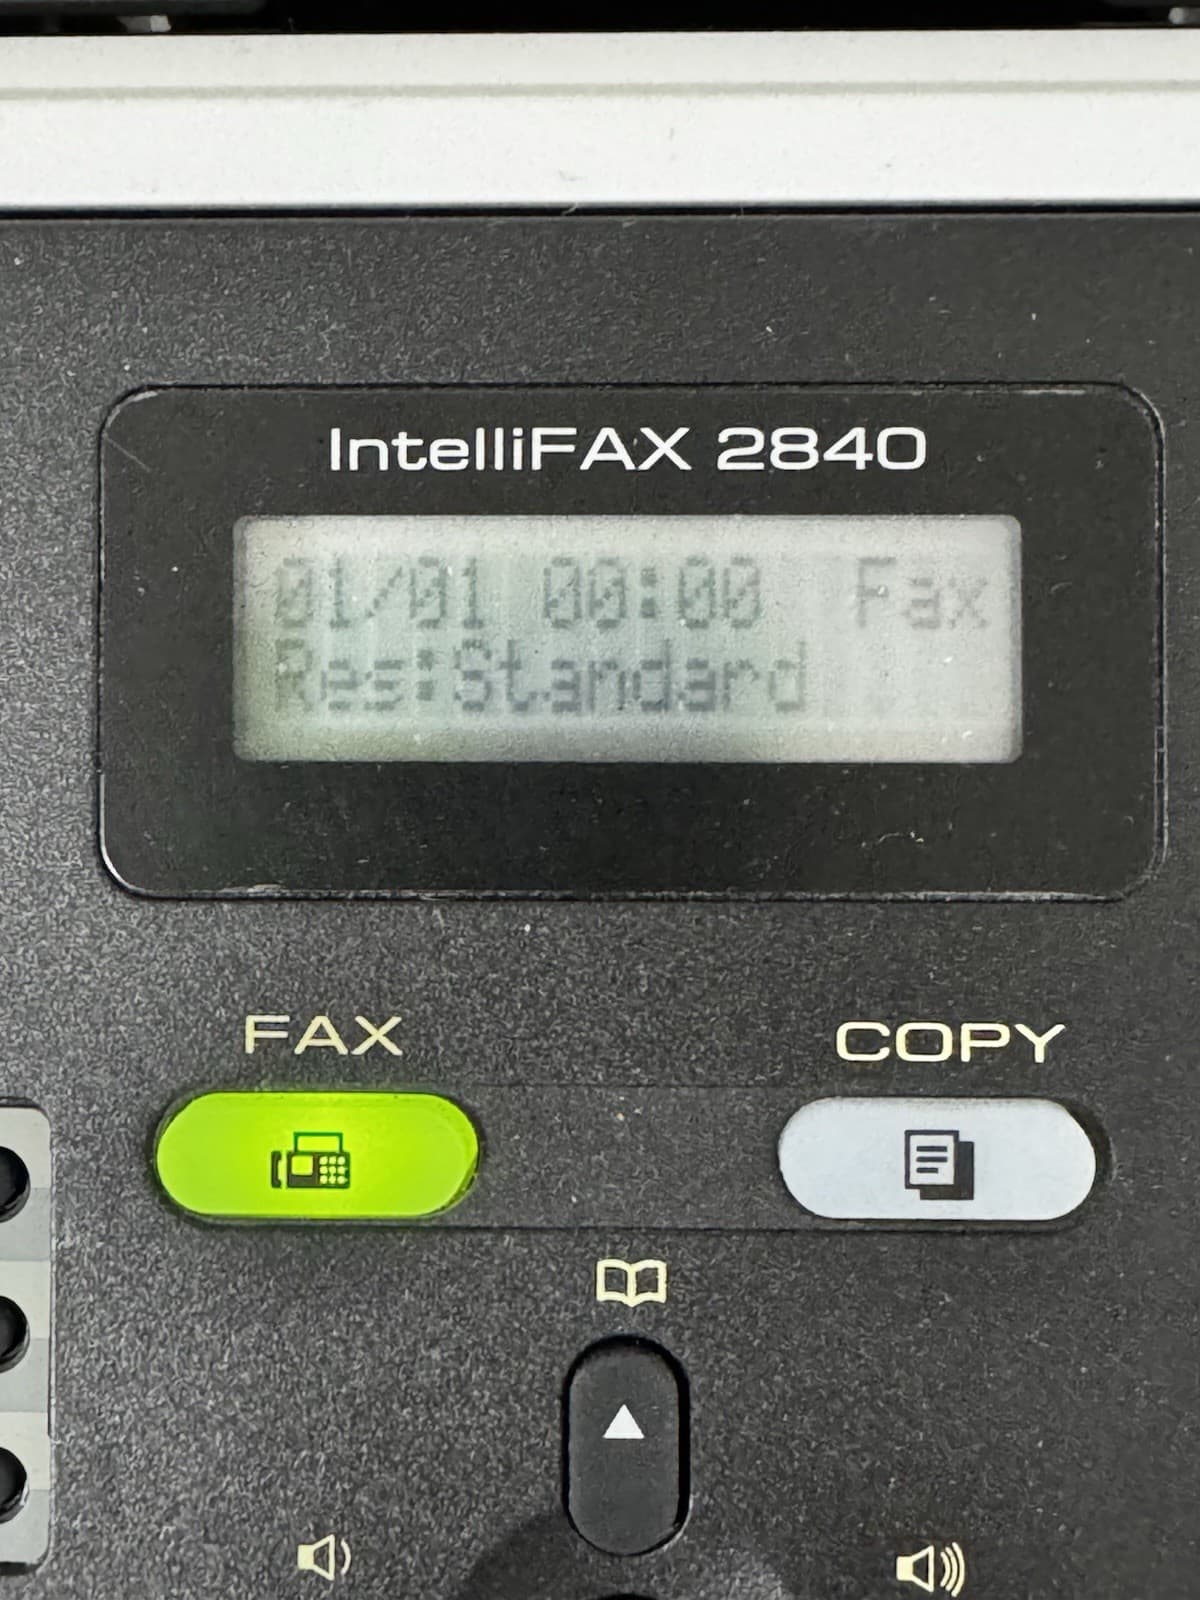 IntelliFAX 2840
01/01 00:00 Fax
Res:Standard
FAX
COPY